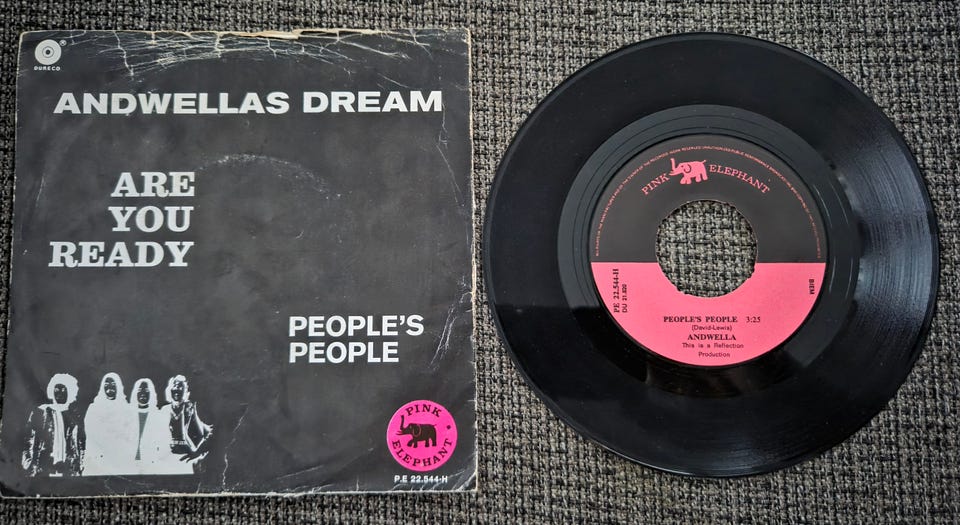 ®
DURECO
ANDWELLAS DREAM
ARE
YOU
READY
PEOPLE'S
PEOPLE
PINK
ELEPHANT
P.E 22.544-H
PINK ELEPHANT
PE 22.544-H
DU 21.820
BIEM
PEOPLE'S PEOPLE 3:25
(David-Lewis)
ANDWELLA
This is a Reflection
Production